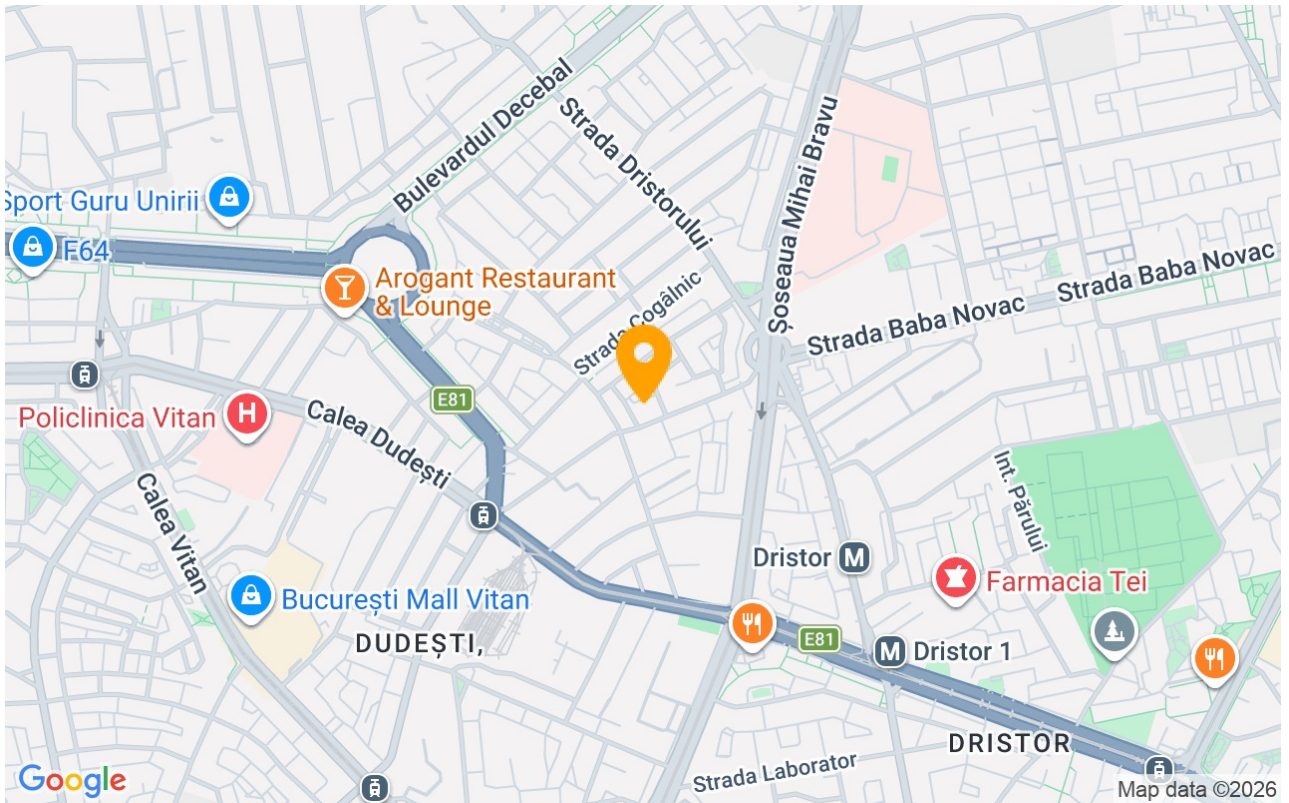 Bulevardul Decebal
Strada Dristorului
Șoseaua Mihai Bravu
Sport Guru Unirii
F64
Arogant Restaurant
& Lounge
Strada Cogâlnic
Strada Baba Novac
Strada Baba Novac
E81
Policlinica Vitan
H
Calea Dudești
Calea Vitan
Int. Părului
Dristor
M
Farmacia Tei
București Mall Vitan
DUDEȘTI,
E81
M
Dristor 1
DRISTOR
Strada Laborator
Google
Map data ©2026